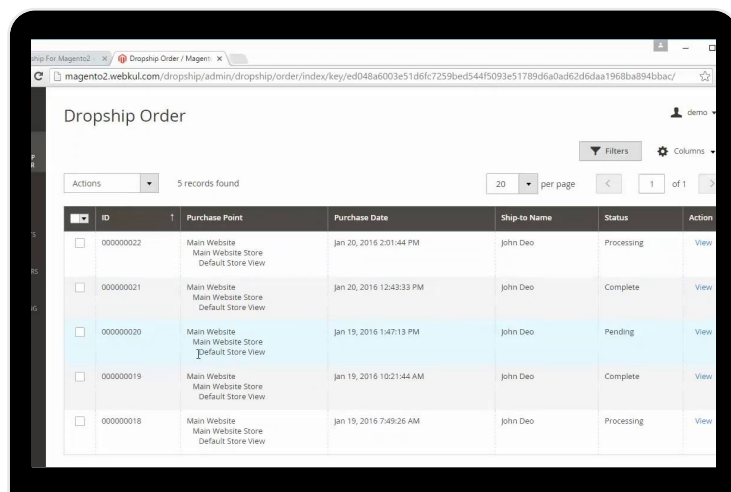 ship For Magento2
Dropship Order / Magent
magento2.webkul.com/dropship/admin/dropship/order/index/key/ed048a6003e51d6fc7259bed544f5093e51789d6a0ad62d6daa1968ba894bbac/
Dropship Order
demo
Filters
Columns
Actions
5 records found
20
per page
1
of 1
ID
Purchase Point
Purchase Date
Ship-to Name
Status
Action
000000022
Main Website
Main Website Store
Default Store View
Jan 20, 2016 2:01:44 PM
John Deo
Processing
View
000000021
Main Website
Main Website Store
Default Store View
Jan 20, 2016 12:43:33 PM
John Deo
Complete
View
000000020
Main Website
Main Website Store
Default Store View
Jan 19, 2016 1:47:13 PM
John Deo
Pending
View
000000019
Main Website
Main Website Store
Default Store View
Jan 19, 2016 10:21:44 AM
John Deo
Complete
View
000000018
Main Website
Main Website Store
Default Store View
Jan 19, 2016 7:49:26 AM
John Deo
Processing
View